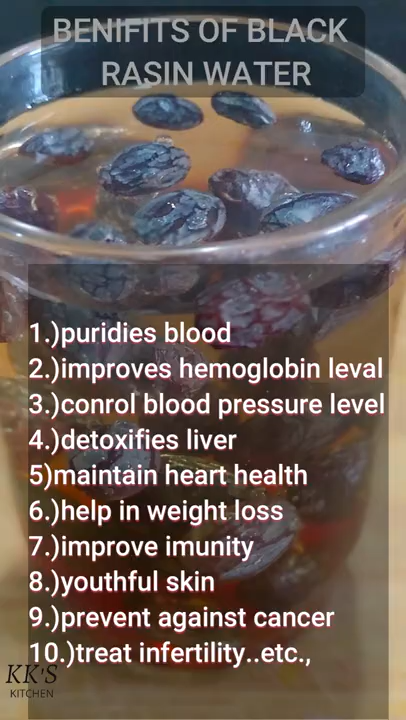 BENIFITS OF BLACK
RASIN WATER
1.)puridies blood
2.)improves hemoglobin leval
3.)conrol blood pressure level
4.)detoxifies liver
5)maintain heart health
6.)help in weight loss
7.)improve imunity
8.)youthful skin
9.)prevent against cancer
10.)treat infertility..etc.,
KK'S
KITCHEN